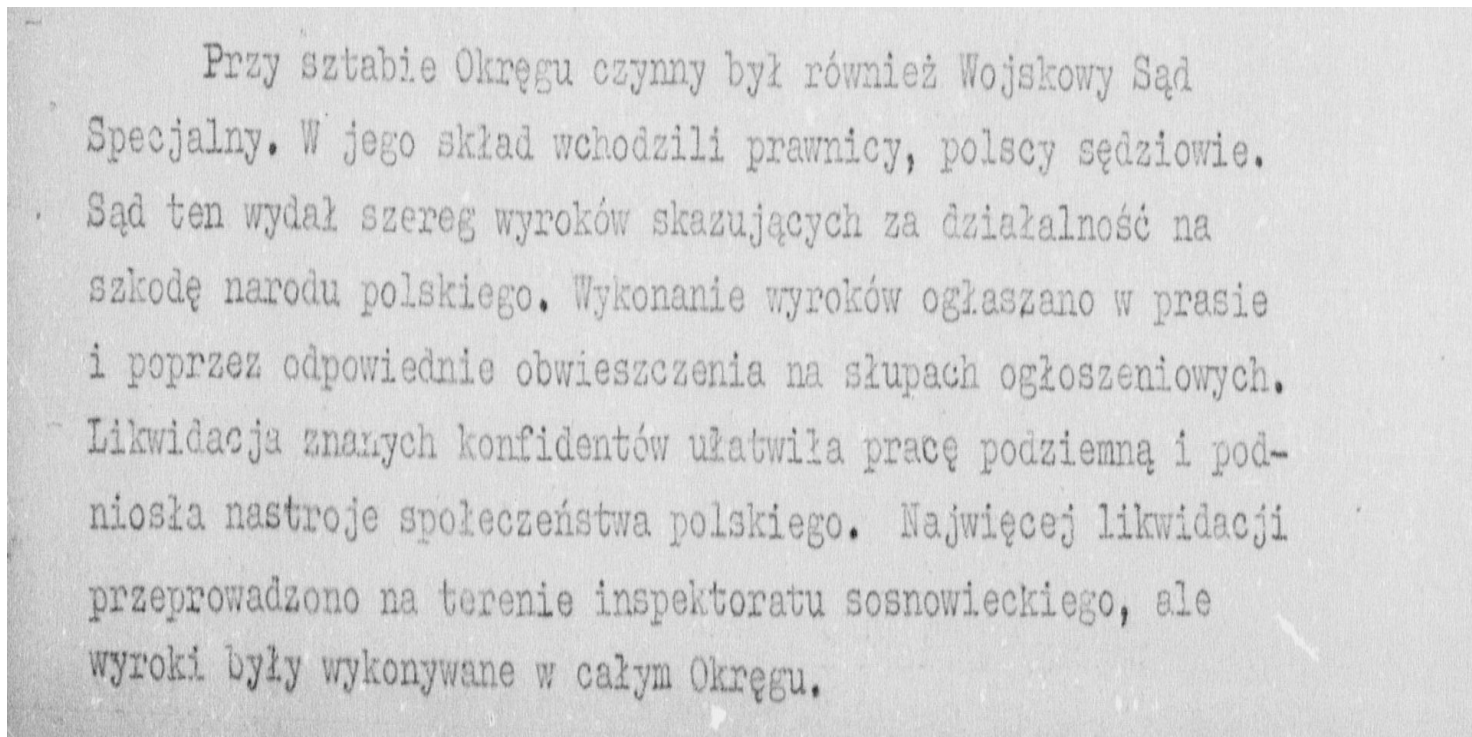 Przy sztabie Okręgu czynny był również Wojskowy Sąd
Specjalny. W jego skład wchodzili prawnicy, polscy sędziowie.
Sąd ten wydał szereg wyroków skazujących za działalność na
szkodę narodu polskiego. Wykonanie wyroków ogłaszano w prasie
i poprzez odpowiednie obwieszczenia na słupach ogłoszeniowych.
Likwidacja znanych konfidentów ułatwiła pracę podziemną i pod-
niosła nastroje społeczeństwa polskiego. Najwięcej likwidacji
przeprowadzono na terenie inspektoratu sosnowieckiego, ale
wyroki były wykonywane w całym Okręgu.